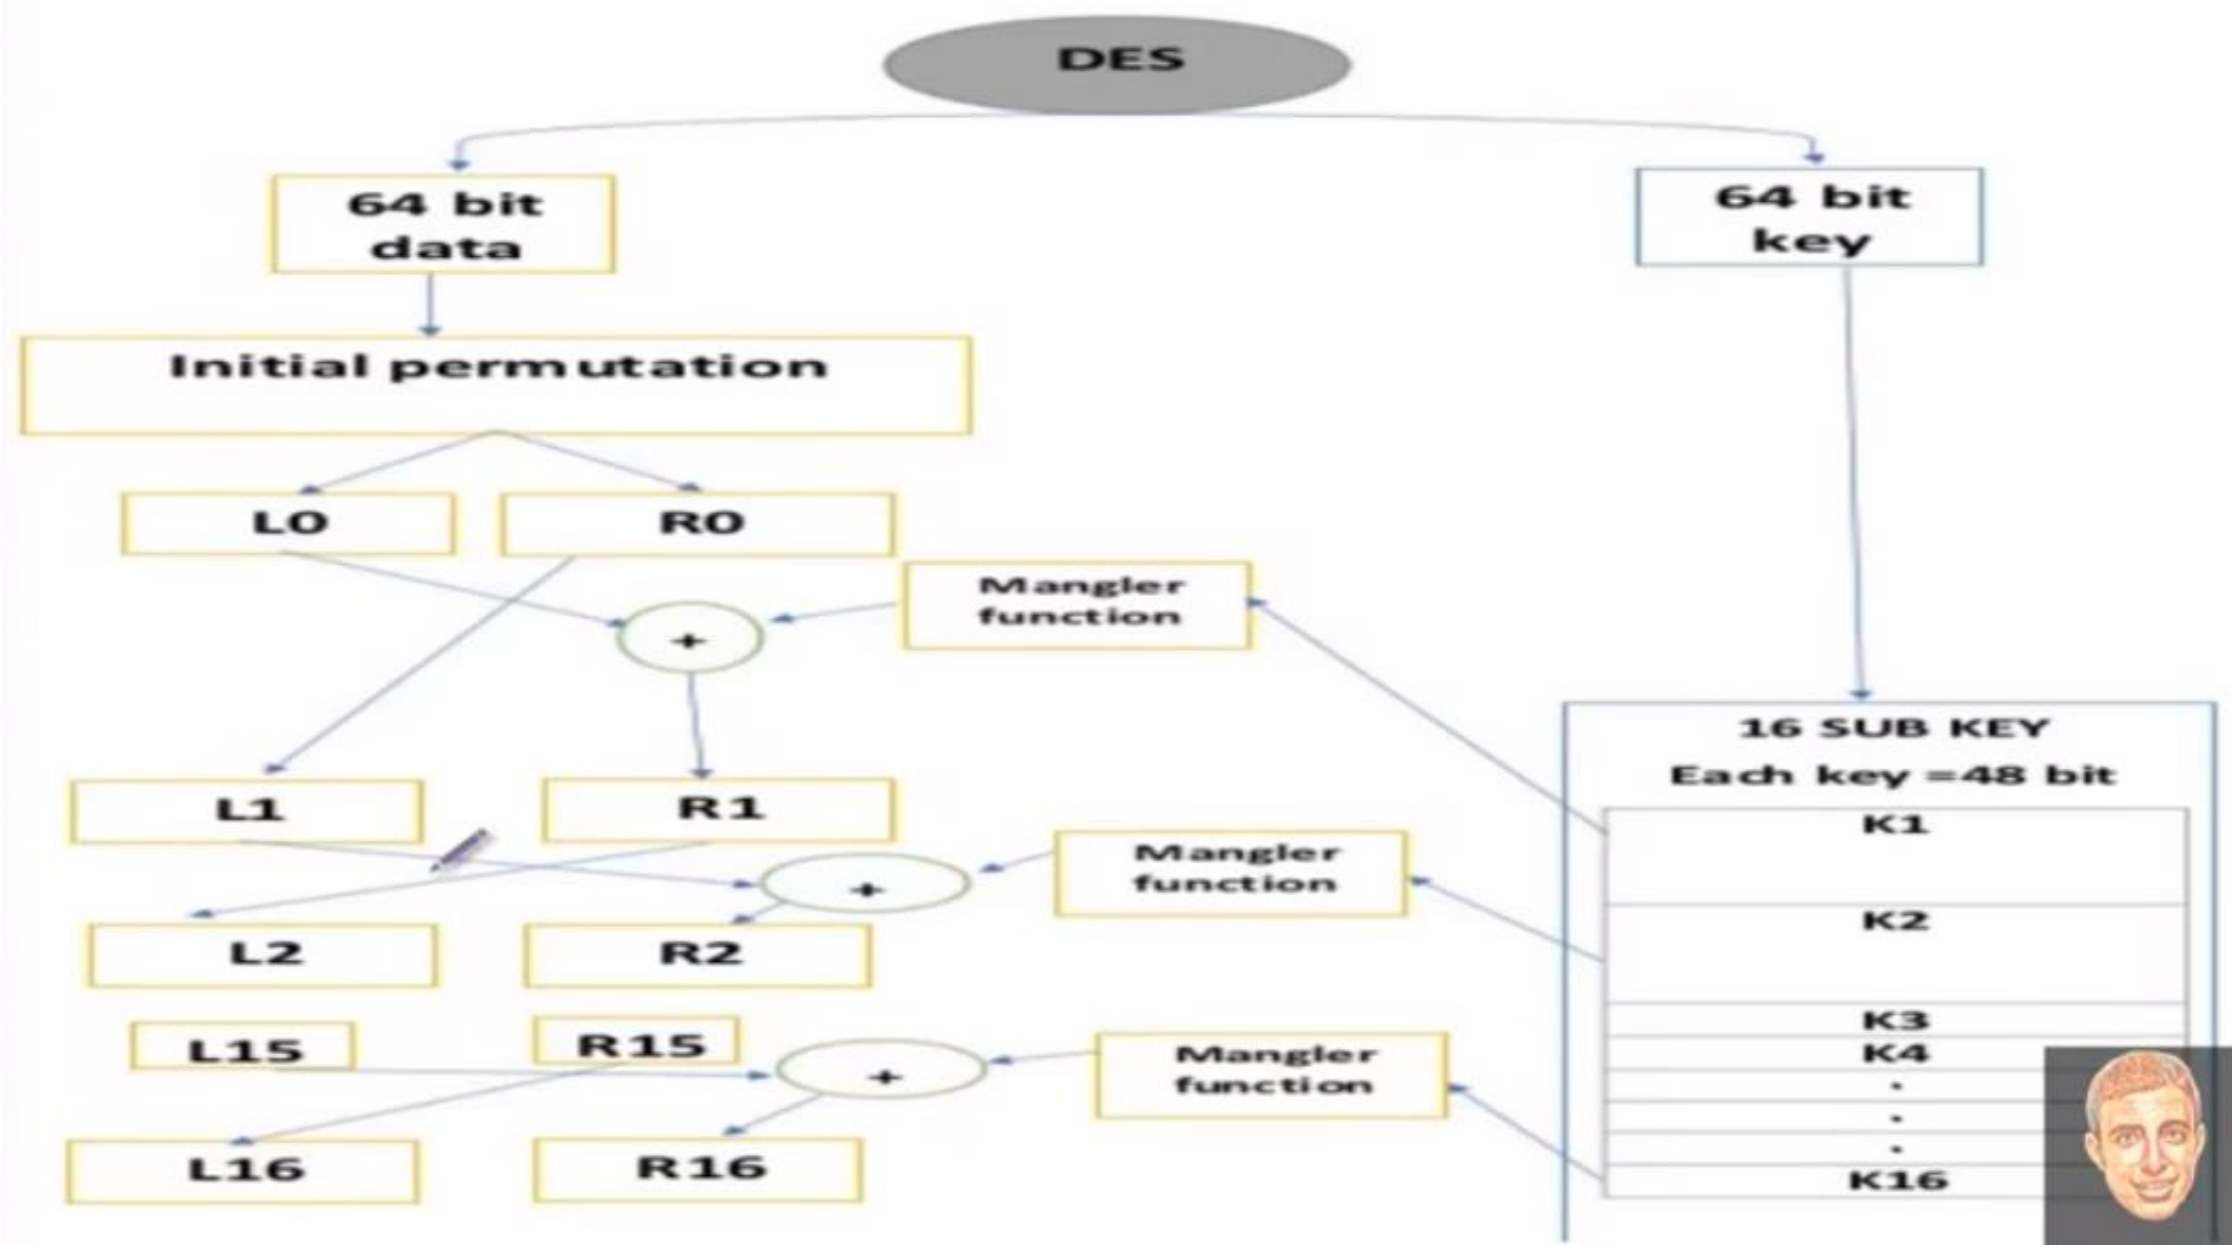 DES
64 bit
data
64 bit
key
Initial permutation
L0
R0
Mangler
function
+
16 SUB KEY
Each key =48 bit
L1
R1
K1
Mangler
function
+
K2
L2
R2
K3
L15
R15
Mangler
function
+
K4
.
.
.
L16
R16
K16